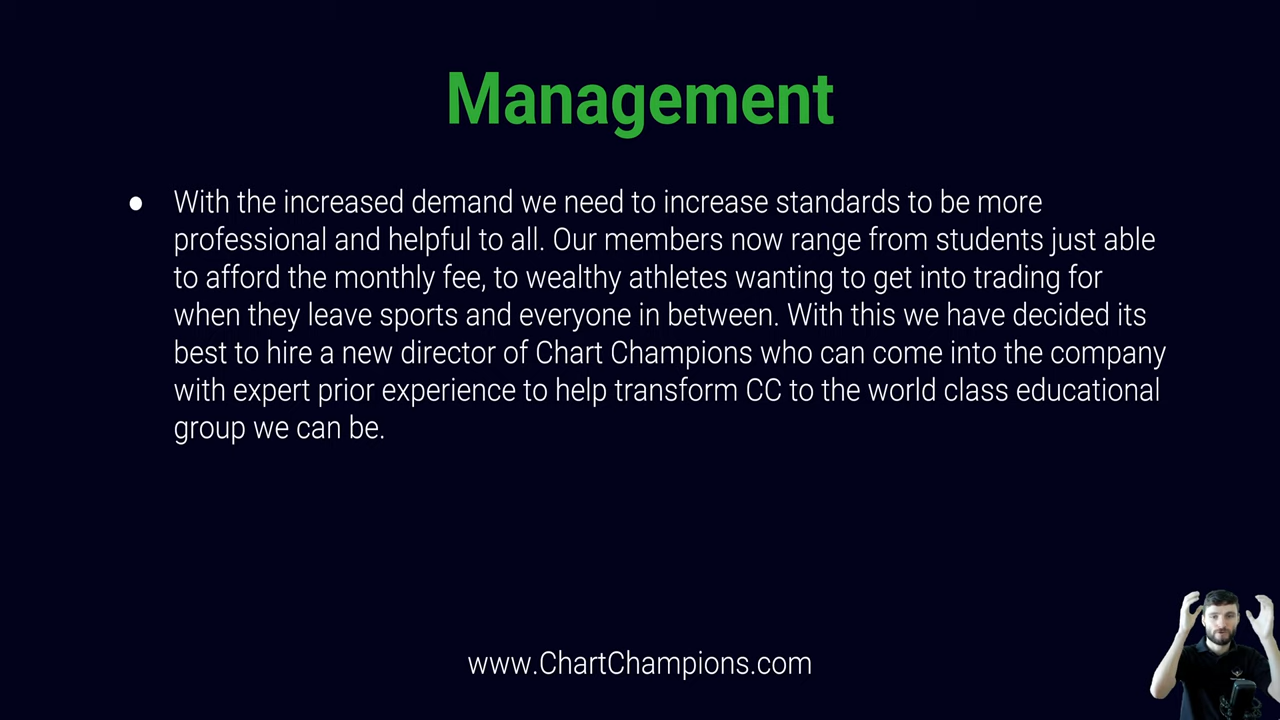 Management
● With the increased demand we need to increase standards to be more
professional and helpful to all. Our members now range from students just able
to afford the monthly fee, to wealthy athletes wanting to get into trading for
when they leave sports and everyone in between. With this we have decided its
best to hire a new director of Chart Champions who can come into the company
with expert prior experience to help transform CC to the world class educational
group we can be.
www.ChartChampions.com